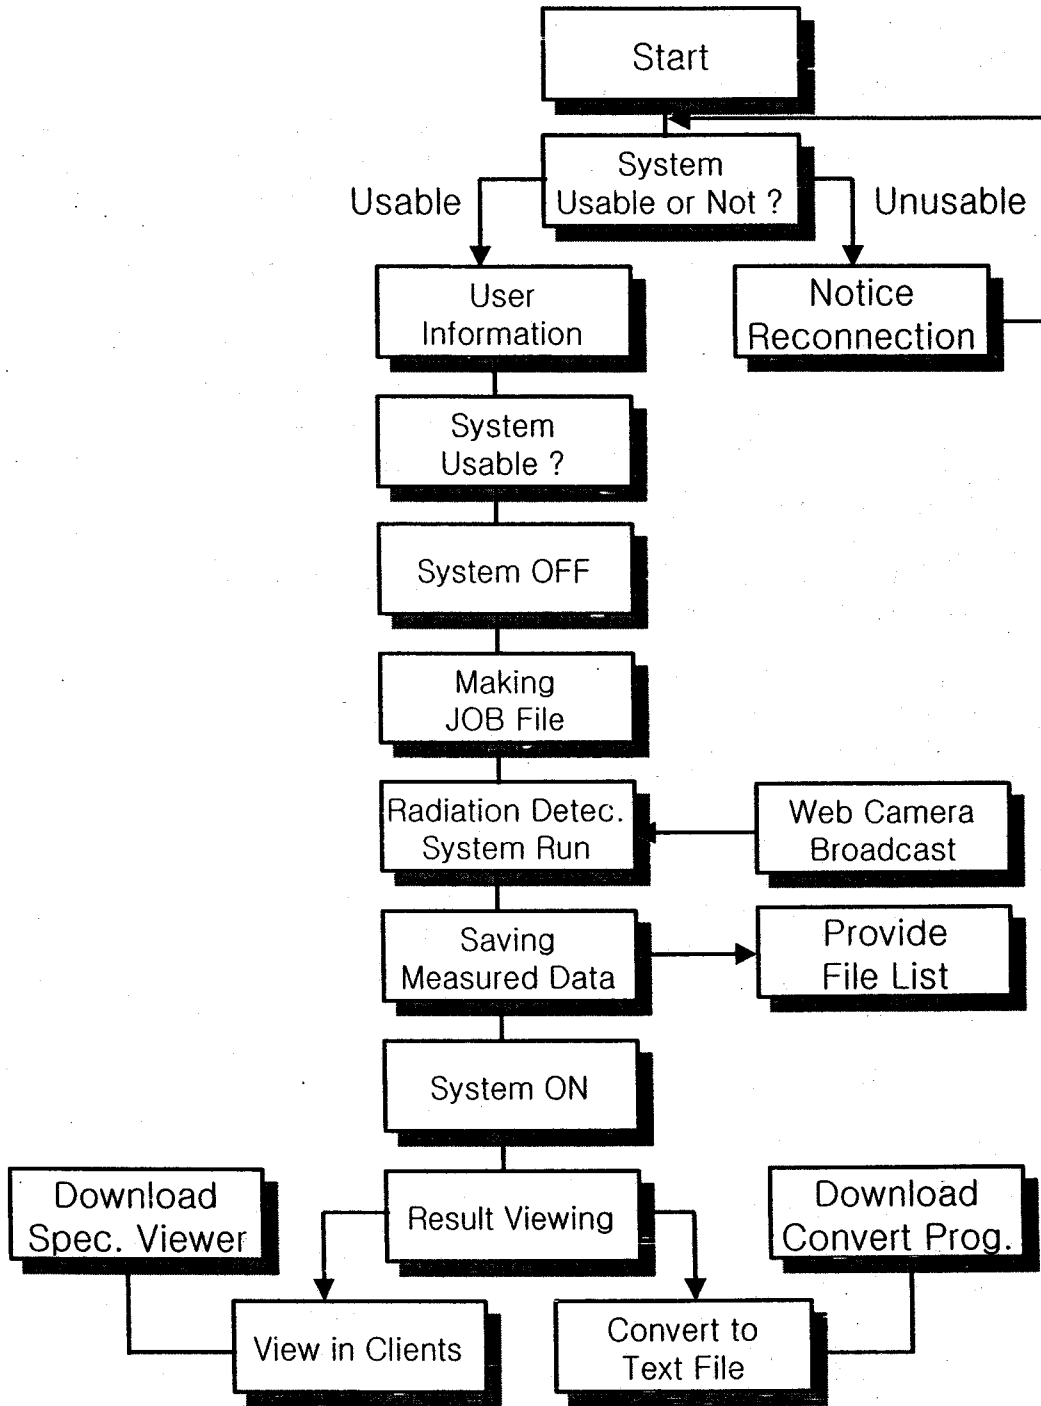 Start
System
Usable or Not ?
Usable
Unusable
User
Information
Notice
Reconnection
System
Usable ?
System OFF
Making
JOB File
Radiation Detec.
System Run
Web Camera
Broadcast
Saving
Measured Data
Provide
File List
System ON
Download
Spec. Viewer
Result Viewing
Download
Convert Prog.
View in Clients
Convert to
Text File